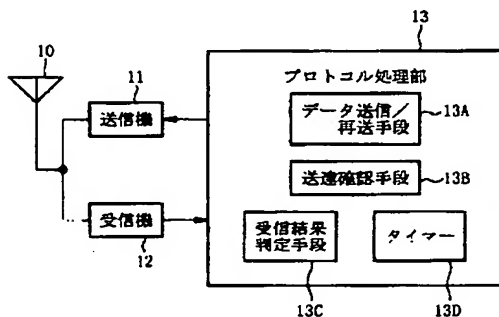 10
11
送信機
受信機
12
13
プロトコル処理部
データ送信/
再送手段
13A
送達確認手段
13B
受信結果
判定手段
13C
タイマー
13D